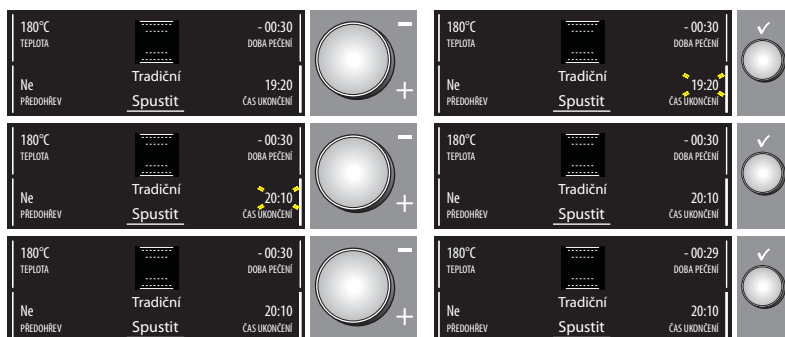 180°C
TEPLOTA
- 00:30
DOBA PEČENÍ
Tradiční
Ne
PŘEDOHŘEV
Spustit
19:20
ČAS UKONČENÍ
180°C
TEPLOTA
- 00:30
DOBA PEČENÍ
Tradiční
Ne
PŘEDOHŘEV
Spustit
19:20
ČAS UKONČENÍ
180°C
TEPLOTA
- 00:30
DOBA PEČENÍ
Tradiční
Ne
PŘEDOHŘEV
Spustit
20:10
ČAS UKONČENÍ
180°C
TEPLOTA
- 00:30
DOBA PEČENÍ
Tradiční
Ne
PŘEDOHŘEV
Spustit
20:10
ČAS UKONČENÍ
180°C
TEPLOTA
- 00:30
DOBA PEČENÍ
Tradiční
Ne
PŘEDOHŘEV
Spustit
20:10
ČAS UKONČENÍ
180°C
TEPLOTA
- 00:29
DOBA PEČENÍ
Tradiční
Ne
PŘEDOHŘEV
Spustit
20:10
ČAS UKONČENÍ